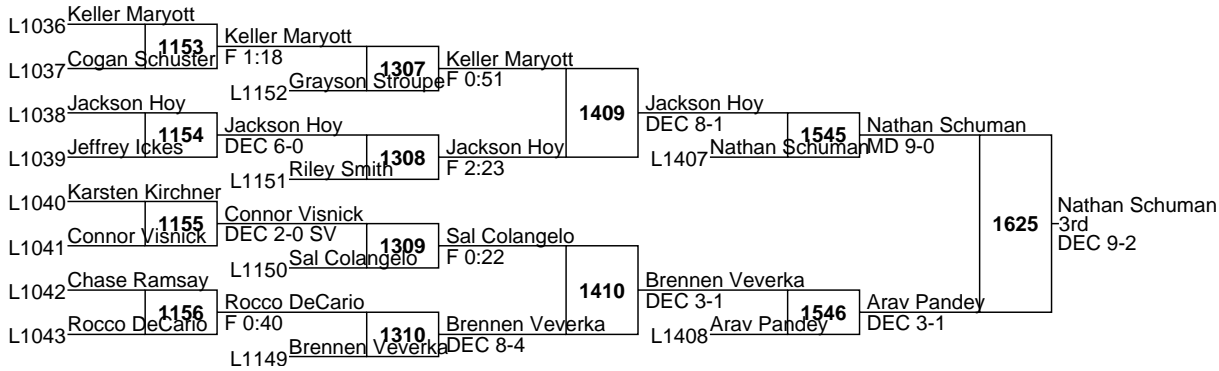 L1036 Keller Maryott
1153
L1037 Cogan Schuster
Keller Maryott
F 1:18
1307
L1152 Grayson Stroupe
Keller Maryott
F 0:51
L1038 Jackson Hoy
1154
L1039 Jeffrey Ickes
Jackson Hoy
DEC 6-0
1308
L1151 Riley Smith
Jackson Hoy
F 2:23
1409
Jackson Hoy
DEC 8-1
1545
L1407 Nathan Schuman
Nathan Schuman
MD 9-0
L1040 Karsten Kirchner
1155
L1041 Connor Visnick
Connor Visnick
DEC 2-0 SV
1309
L1150 Sal Colangelo
Sal Colangelo
F 0:22
L1042 Chase Ramsay
1156
L1043 Rocco DeCario
Rocco DeCario
F 0:40
1310
L1149 Brennen Veverka
Brennen Veverka
DEC 8-4
1410
Brennen Veverka
DEC 3-1
1546
L1408 Arav Pandey
Arav Pandey
DEC 3-1
1625
Nathan Schuman
3rd
DEC 9-2